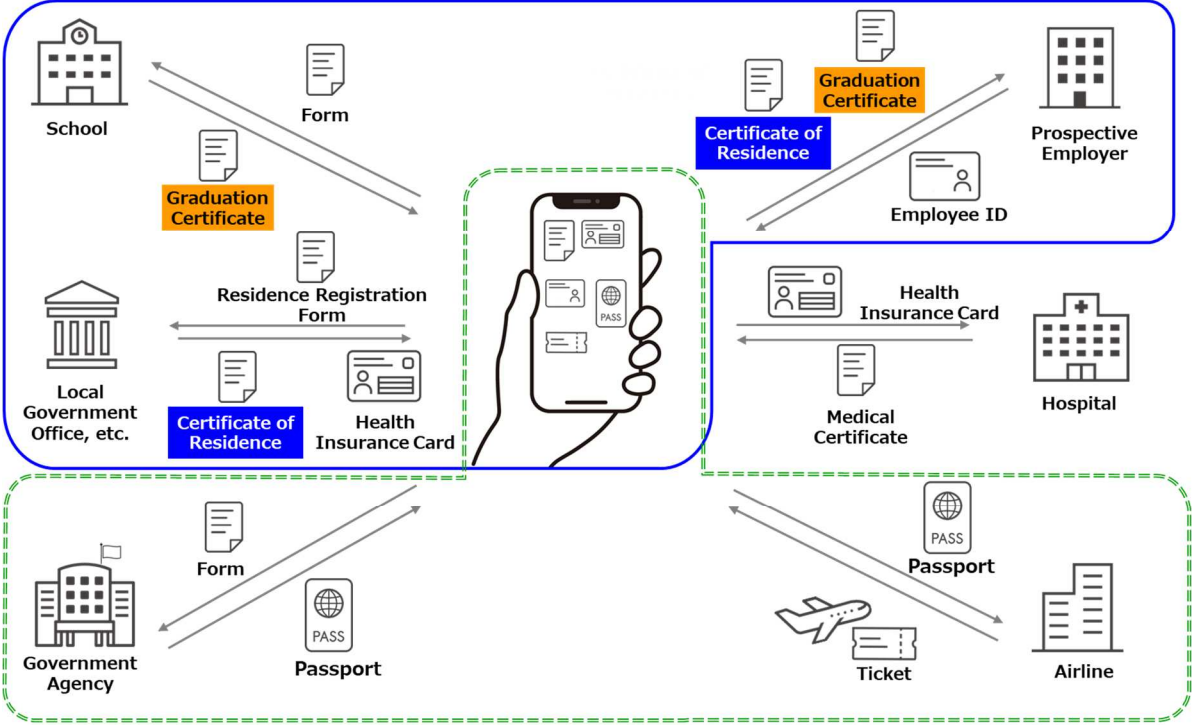 School
Form
Graduation
Certificate
Certificate of
Residence
Graduation
Certificate
Prospective
Employer
Employee ID
Residence Registration
Form
Local
Government
Office, etc.
Certificate of
Residence
Health
Insurance Card
PASS
Health
Insurance Card
Medical
Certificate
Hospital
Government
Agency
Form
PASS
Passport
PASS
Passport
Ticket
Airline